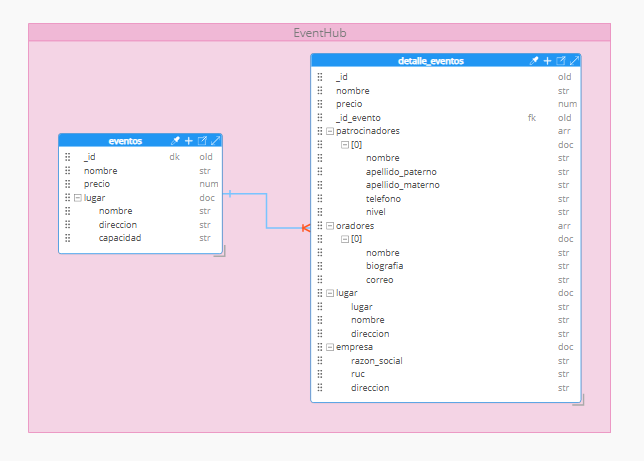 EventHub
eventos
_id dk old
nombre str
precio num
lugar doc
nombre str
direccion str
capacidad str
detalle_eventos
_id old
nombre str
precio num
_id_evento fk old
patrocinadores arr
[0] doc
nombre str
apellido_paterno str
apellido_materno str
telefono str
nivel str
oradores arr
[0] doc
nombre str
biografia str
correo str
lugar doc
lugar str
nombre str
direccion str
empresa doc
razon_social str
ruc str
direccion str